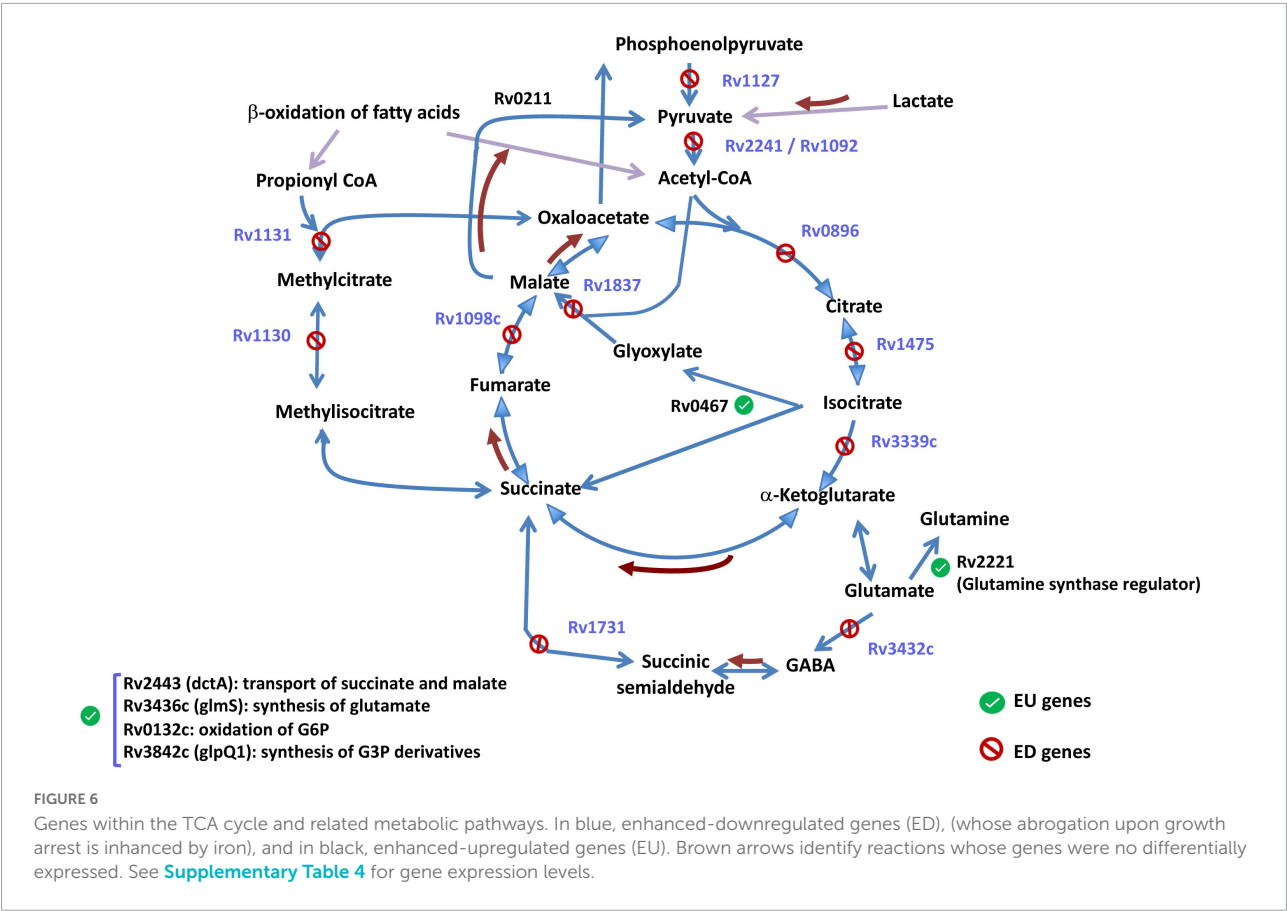 Phosphoenolpyruvate
Rv1127
Rv0211
Lactate
β-oxidation of fatty acids
Pyruvate
Rv2241 / Rv1092
Propionyl CoA
Acetyl-CoA
Oxaloacetate
Rv1131
Rv0896
Methylcitrate
Malate
Rv1837
Citrate
Rv1098c
Rv1130
Rv1475
Glyoxylate
Fumarate
Methylisocitrate
Rv0467
Isocitrate
Rv3339c
Succinate
α-Ketoglutarate
Glutamine
Rv2221
(Glutamine synthase regulator)
Glutamate
Rv1731
Rv3432c
Succinic
semialdehyde
GABA
Rv2443 (dctA): transport of succinate and malate
Rv3436c (glmS): synthesis of glutamate
Rv0132c: oxidation of G6P
Rv3842c (glpQ1): synthesis of G3P derivatives
EU genes
ED genes
FIGURE 6
Genes within the TCA cycle and related metabolic pathways. In blue, enhanced-downregulated genes (ED), (whose abrogation upon growth
arrest is inhanced by iron), and in black, enhanced-upregulated genes (EU). Brown arrows identify reactions whose genes were no differentially
expressed. See Supplementary Table 4 for gene expression levels.